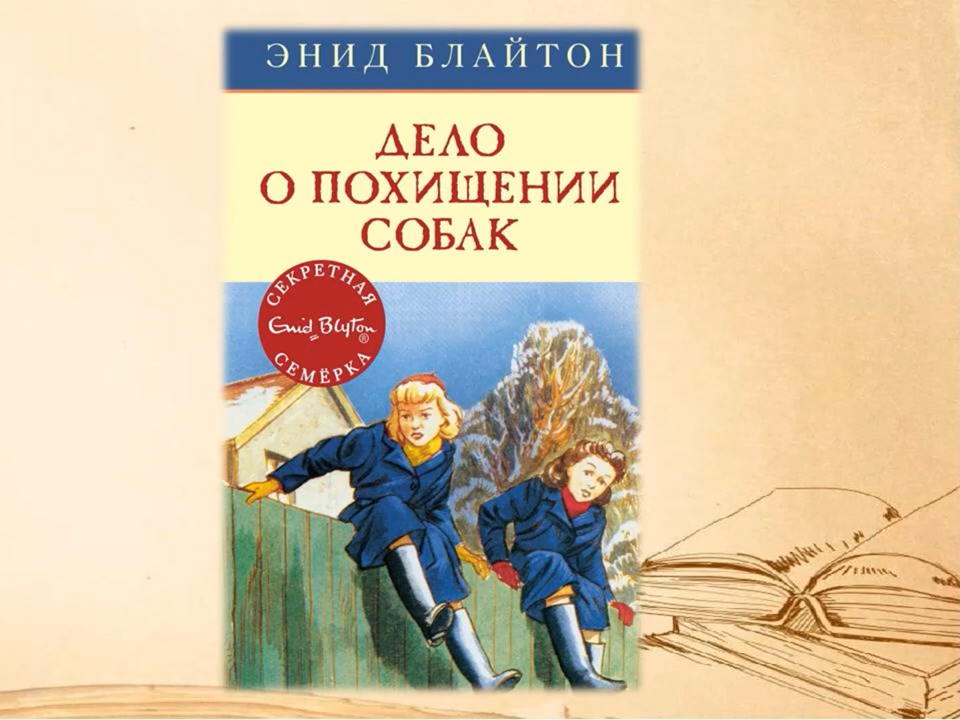 ЭНИД БЛАЙТОН
ДЕЛО
О ПОХИЩЕНИИ
СОБАК
СЕКРЕТНАЯ
Enid Blyton®
СЕМЁРКА